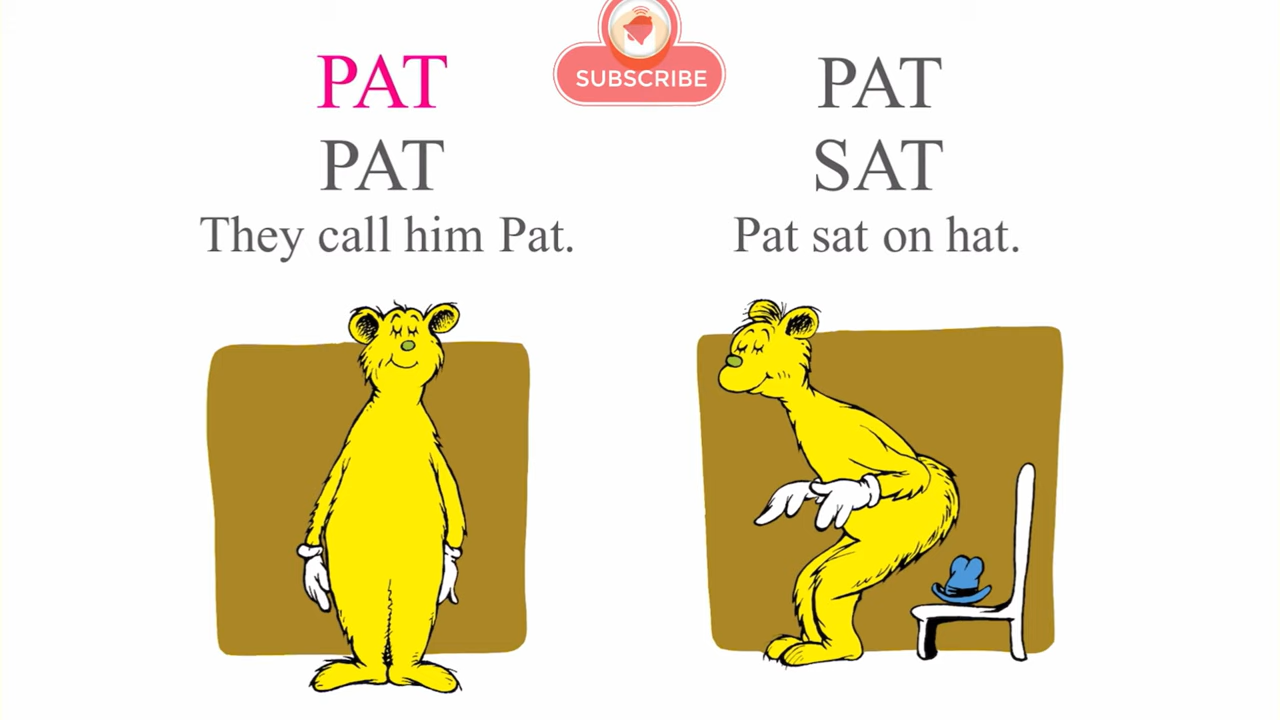 SUBSCRIBE
PAT
PAT
They call him Pat.
PAT
SAT
Pat sat on hat.